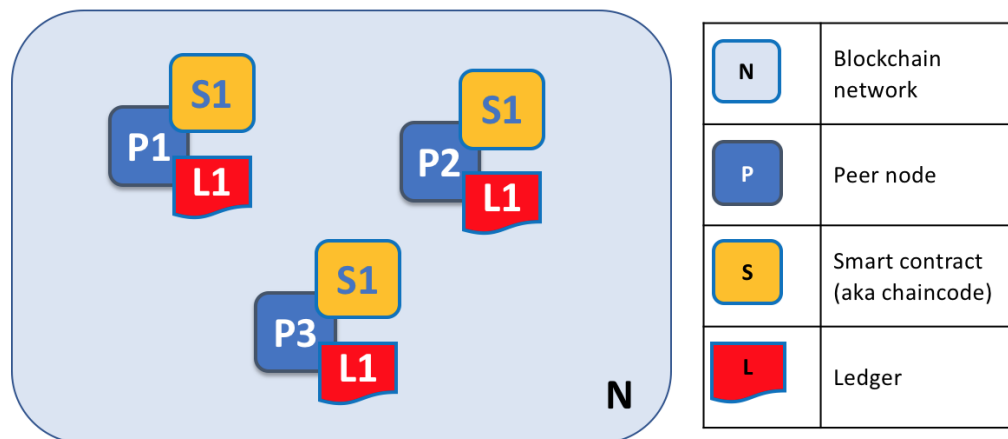 S1
P1
L1
S1
P2
L1
S1
P3
L1
N
N
Blockchain
network
P
Peer node
S
Smart contract
(aka chaincode)
L
Ledger